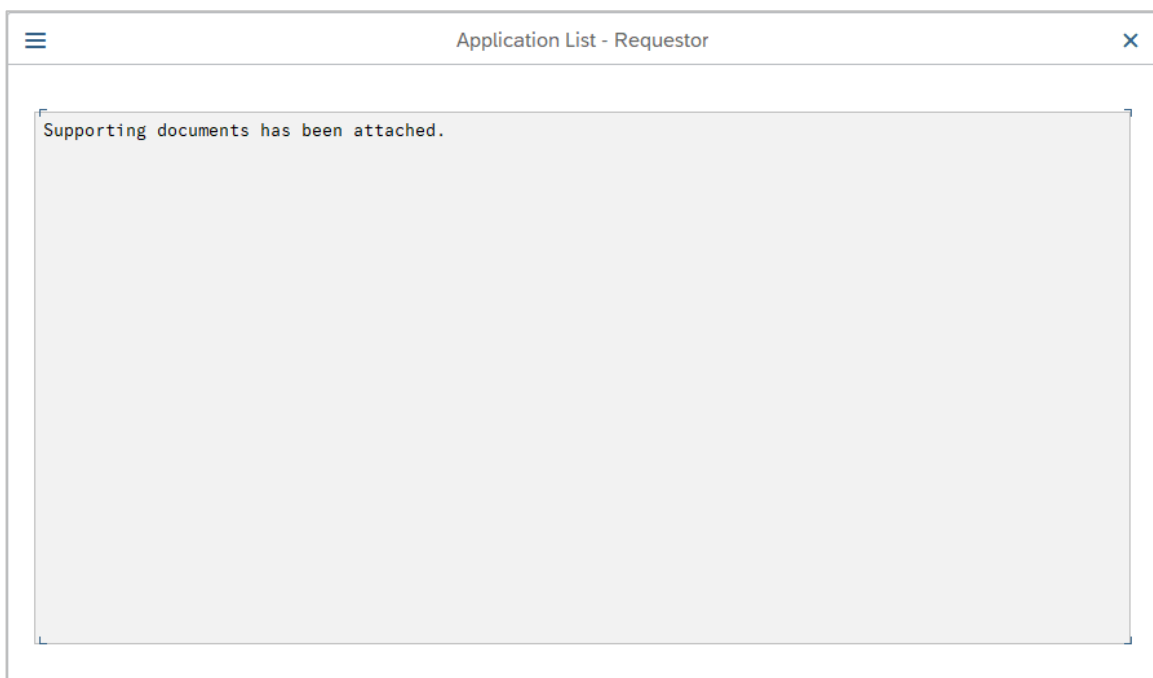 Application List - Requestor
Supporting documents has been attached.